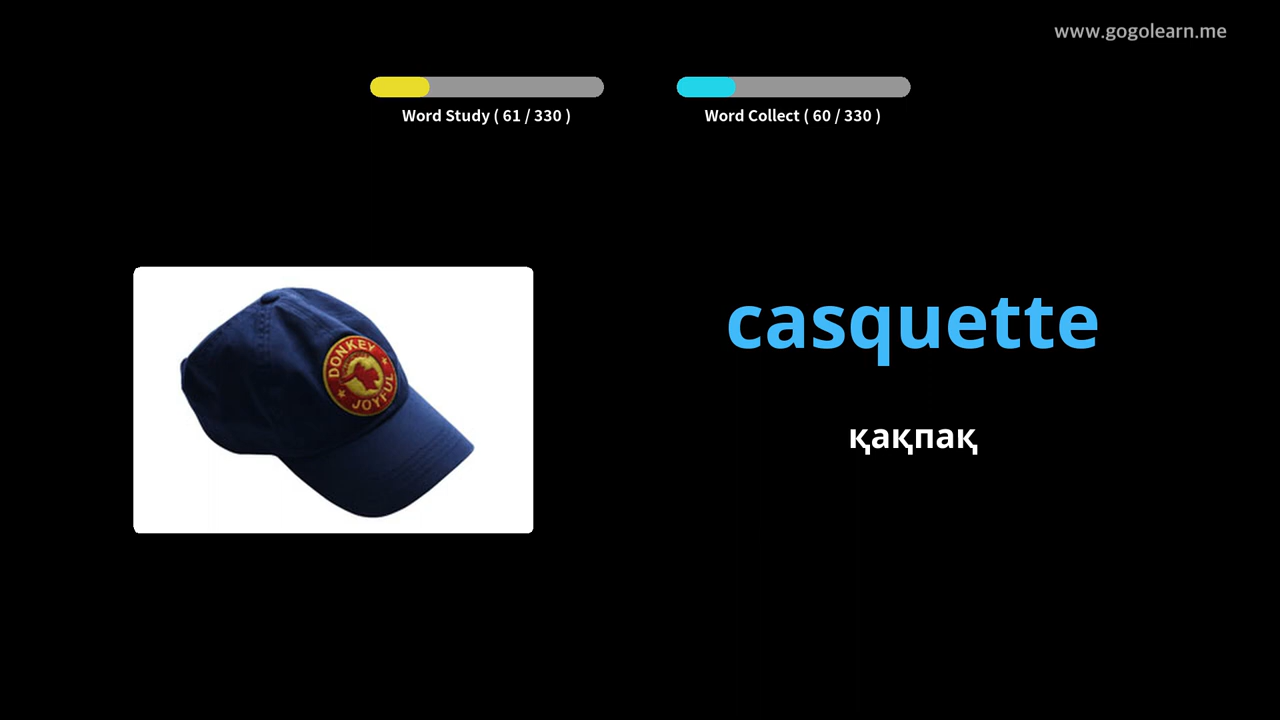 www.gogolearn.me
Word Study ( 61 / 330 )
Word Collect ( 60 / 330 )
DONKEY
JOYFUL
casquette
қақпақ